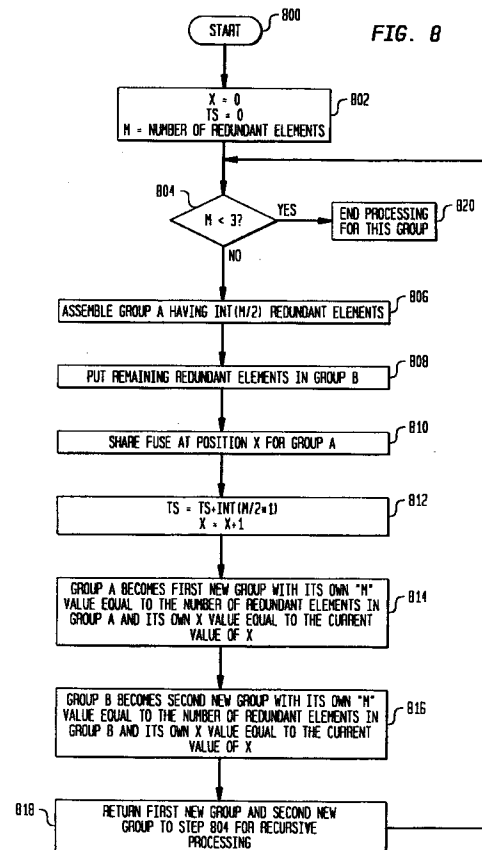 START
800
FIG. 8
X = 0
TS = 0
M = NUMBER OF REDUNDANT ELEMENTS
802
804
M < 3?
YES
END PROCESSING
FOR THIS GROUP
820
NO
ASSEMBLE GROUP A HAVING INT(M/2) REDUNDANT ELEMENTS
806
PUT REMAINING REDUNDANT ELEMENTS IN GROUP B
808
SHARE FUSE AT POSITION X FOR GROUP A
810
TS = TS+INT(M/2*1)
X = X+1
812
GROUP A BECOMES FIRST NEW GROUP WITH ITS OWN "M"
VALUE EQUAL TO THE NUMBER OF REDUNDANT ELEMENTS IN
GROUP A AND ITS OWN X VALUE EQUAL TO THE CURRENT
VALUE OF X
814
GROUP B BECOMES SECOND NEW GROUP WITH ITS OWN "M"
VALUE EQUAL TO THE NUMBER OF REDUNDANT ELEMENTS IN
GROUP B AND ITS OWN X VALUE EQUAL TO THE CURRENT
VALUE OF X
816
818
RETURN FIRST NEW GROUP AND SECOND NEW
GROUP TO STEP 804 FOR RECURSIVE
PROCESSING